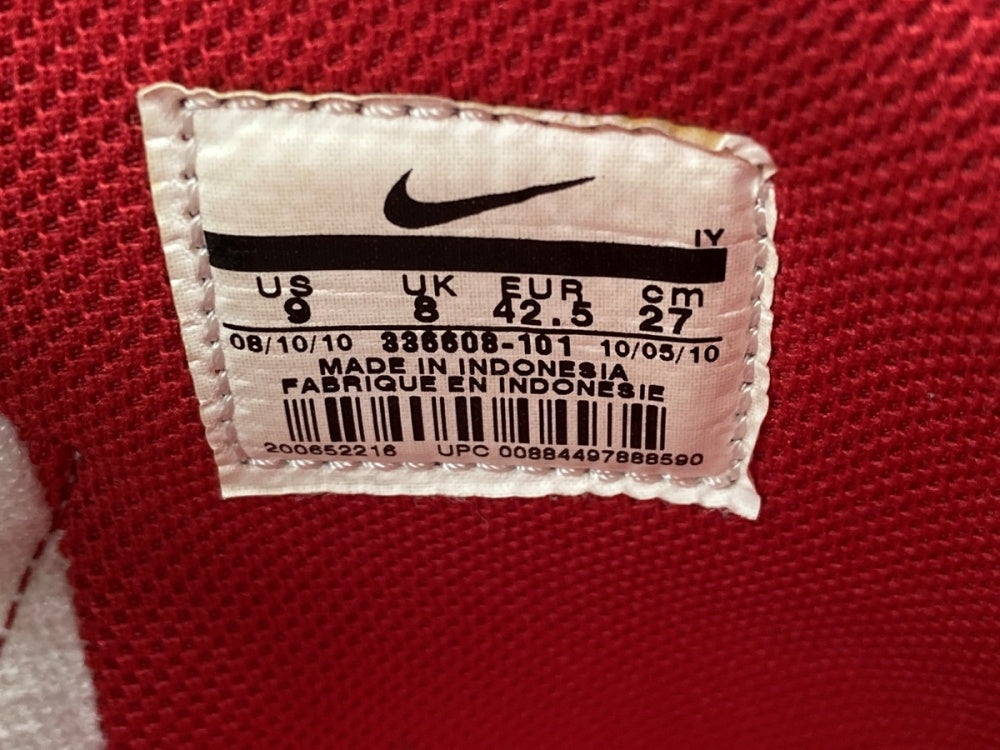 IY
US UK EUR cm
9 8 42.5 27
08/10/10 336608-101 10/05/10
MADE IN INDONESIA
FABRIQUE EN INDONESIE
200652216 UPC 00884497888590